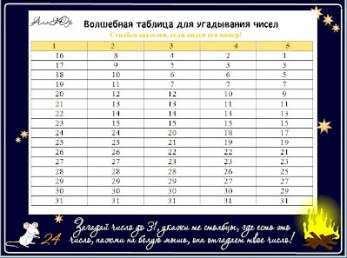 Волшебная таблица для угадывания чисел
1 2 3 4 5
16 8 4 2 1
17 9 5 3 3
18 10 6 6 5
19 11 7 7 7
20 12 12 10 9
21 13 13 11 11
22 14 14 14 13
23 15 15 15 15
24 24 20 18 17
25 25 21 19 19
26 26 22 22 21
27 27 23 23 23
28 28 28 26 25
29 29 29 27 27
30 30 30 30 29
31 31 31 31 31
Загадай число до 31, укажи те столбцы, где есть это
24 число, нажми на белую мышь, она отгадает твое число!